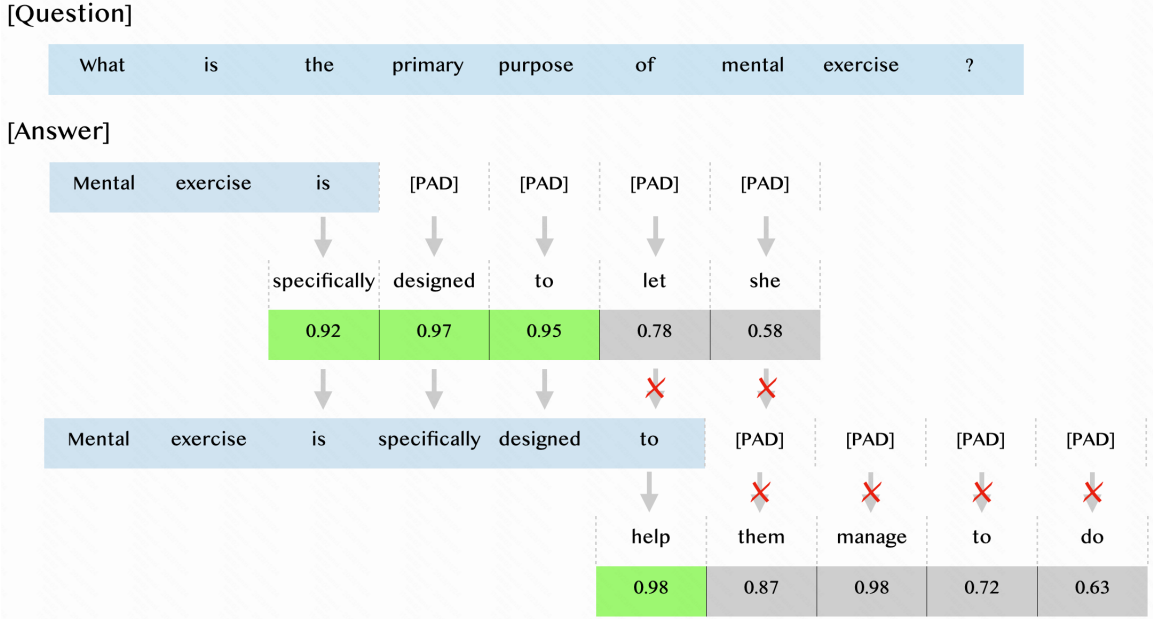 [Question]
What is the primary purpose of mental exercise ?
[Answer]
Mental exercise is [PAD] [PAD] [PAD] [PAD]
specifically designed to let she
0.92 0.97 0.95 0.78 0.58
Mental exercise is specifically designed to [PAD] [PAD] [PAD] [PAD]
help them manage to do
0.98 0.87 0.98 0.72 0.63